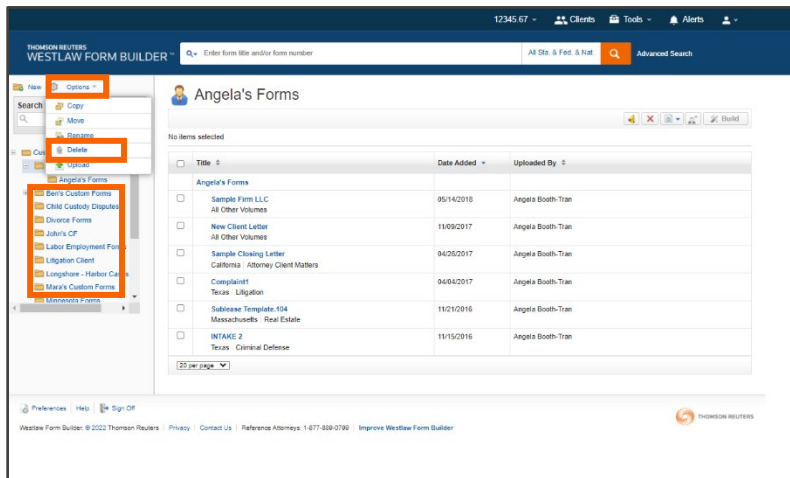 12345.67 Clients Tools Alerts
THOMSON REUTERS
WESTLAW FORM BUILDER™ Enter form title and/or form number All Sta. & Fed. & Nat. Advanced Search
New Options
Search
Copy
Move
Rename
Delete
Upload
Cus
Angela's Forms
Ben's Custom Forms
Child Custody Disputes
Divorce Forms
John's CF
Labor Employment Forms
Litigation Client
Longshore - Harbor Cases
Mara's Custom Forms
Minnesota Forms
Angela's Forms
Build
No items selected
Title Date Added Uploaded By
Angela's Forms
Sample Firm LLC 05/14/2018 Angela Booth-Tran
All Other Volumes
New Client Letter 11/09/2017 Angela Booth-Tran
All Other Volumes
Sample Closing Letter 04/26/2017 Angela Booth-Tran
California | Attorney Client Matters
Complaint1 04/04/2017 Angela Booth-Tran
Texas | Litigation
Sublease Template.104 11/21/2016 Angela Booth-Tran
Massachusetts | Real Estate
INTAKE 2 11/15/2016 Angela Booth-Tran
Texas | Criminal Defense
20 per page
Preferences | Help | Sign Off
Westlaw Form Builder. © 2022 Thomson Reuters | Privacy | Contact Us | Reference Attorneys: 1-877-889-0798 | Improve Westlaw Form Builder
THOMSON REUTERS